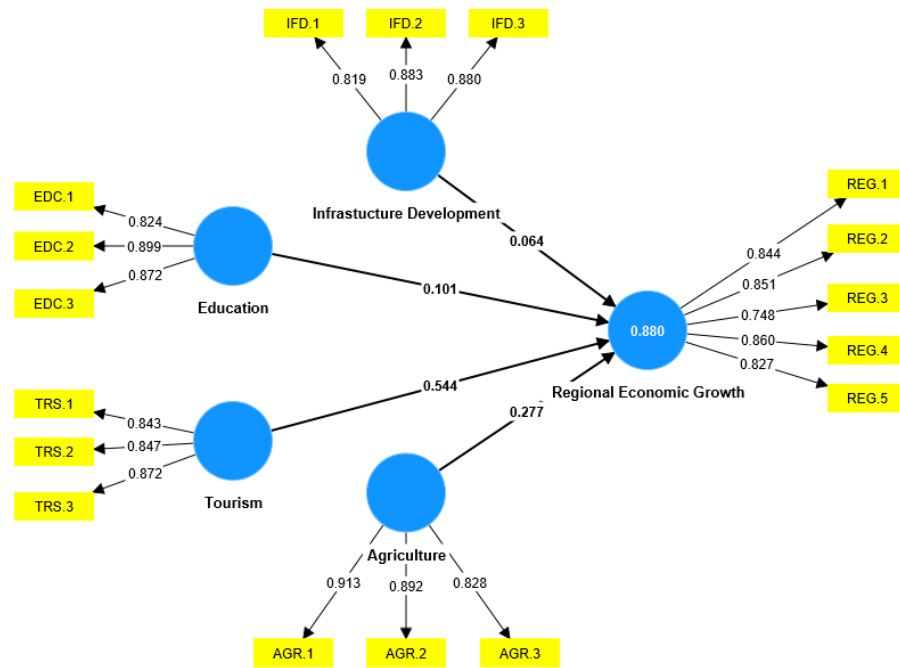 IFD.1
IFD.2
IFD.3
0.819
0.883
0.880
Infrastucture Development
EDC.1
EDC.2
EDC.3
0.824
0.899
0.872
Education
0.064
0.101
REG.1
REG.2
REG.3
REG.4
REG.5
0.844
0.851
0.748
0.860
0.827
0.880
Regional Economic Growth
0.544
0.277
TRS.1
TRS.2
TRS.3
0.843
0.847
0.872
Tourism
Agriculture
0.913
0.892
0.828
AGR.1
AGR.2
AGR.3